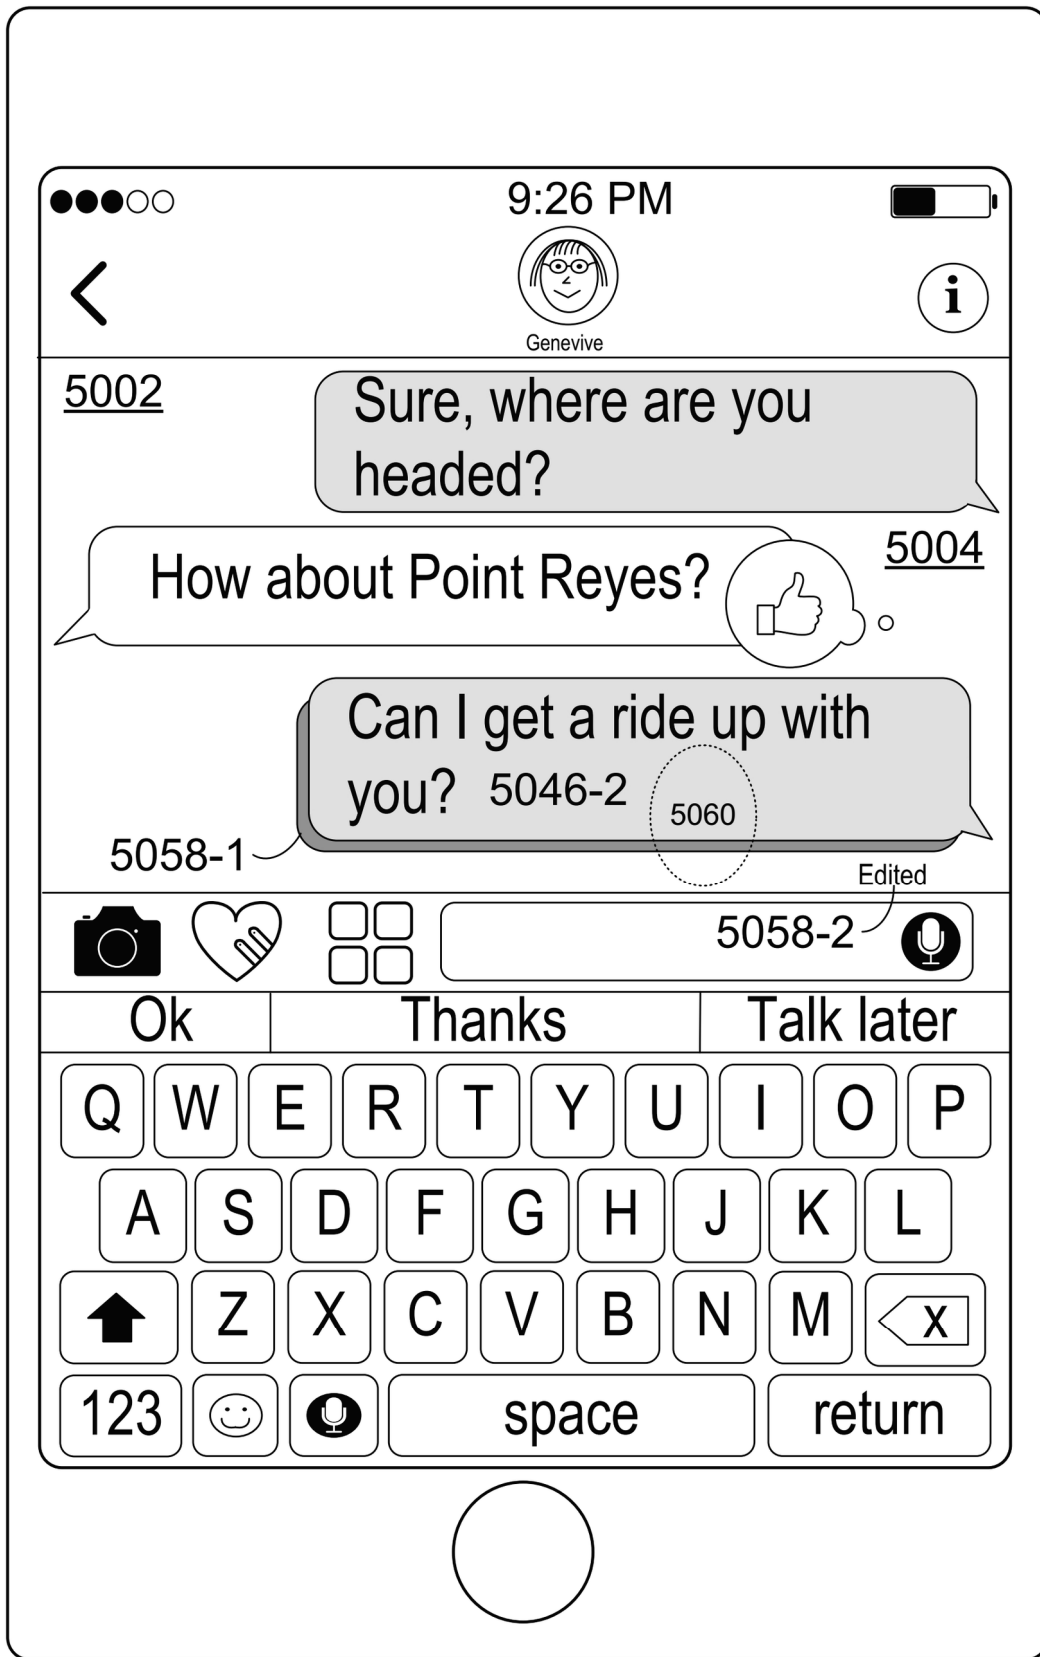 9:26 PM
i
Genevive
5002
Sure, where are you
headed?
How about Point Reyes?
5004
Can I get a ride up with
you? 5046-2
5060
5058-1
Edited
5058-2
Ok Thanks Talk later
Q W E R T Y U I O P
A S D F G H J K L
Z X C V B N M X
123 space return